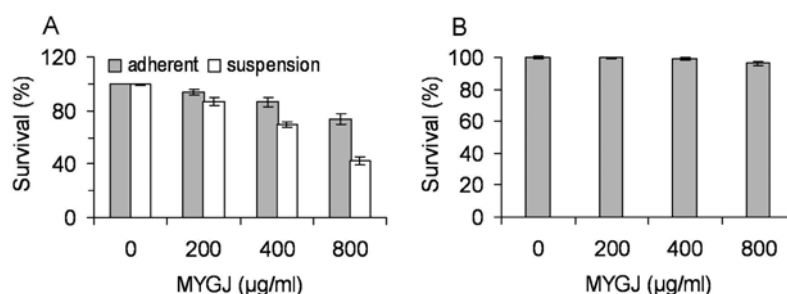 A
B
120
80
40
0
adherent
suspension
Survival (%)
0 200 400 800
MYGJ (µg/ml)
100
80
60
40
20
0
Survival (%)
0 200 400 800
MYGJ (µg/ml)